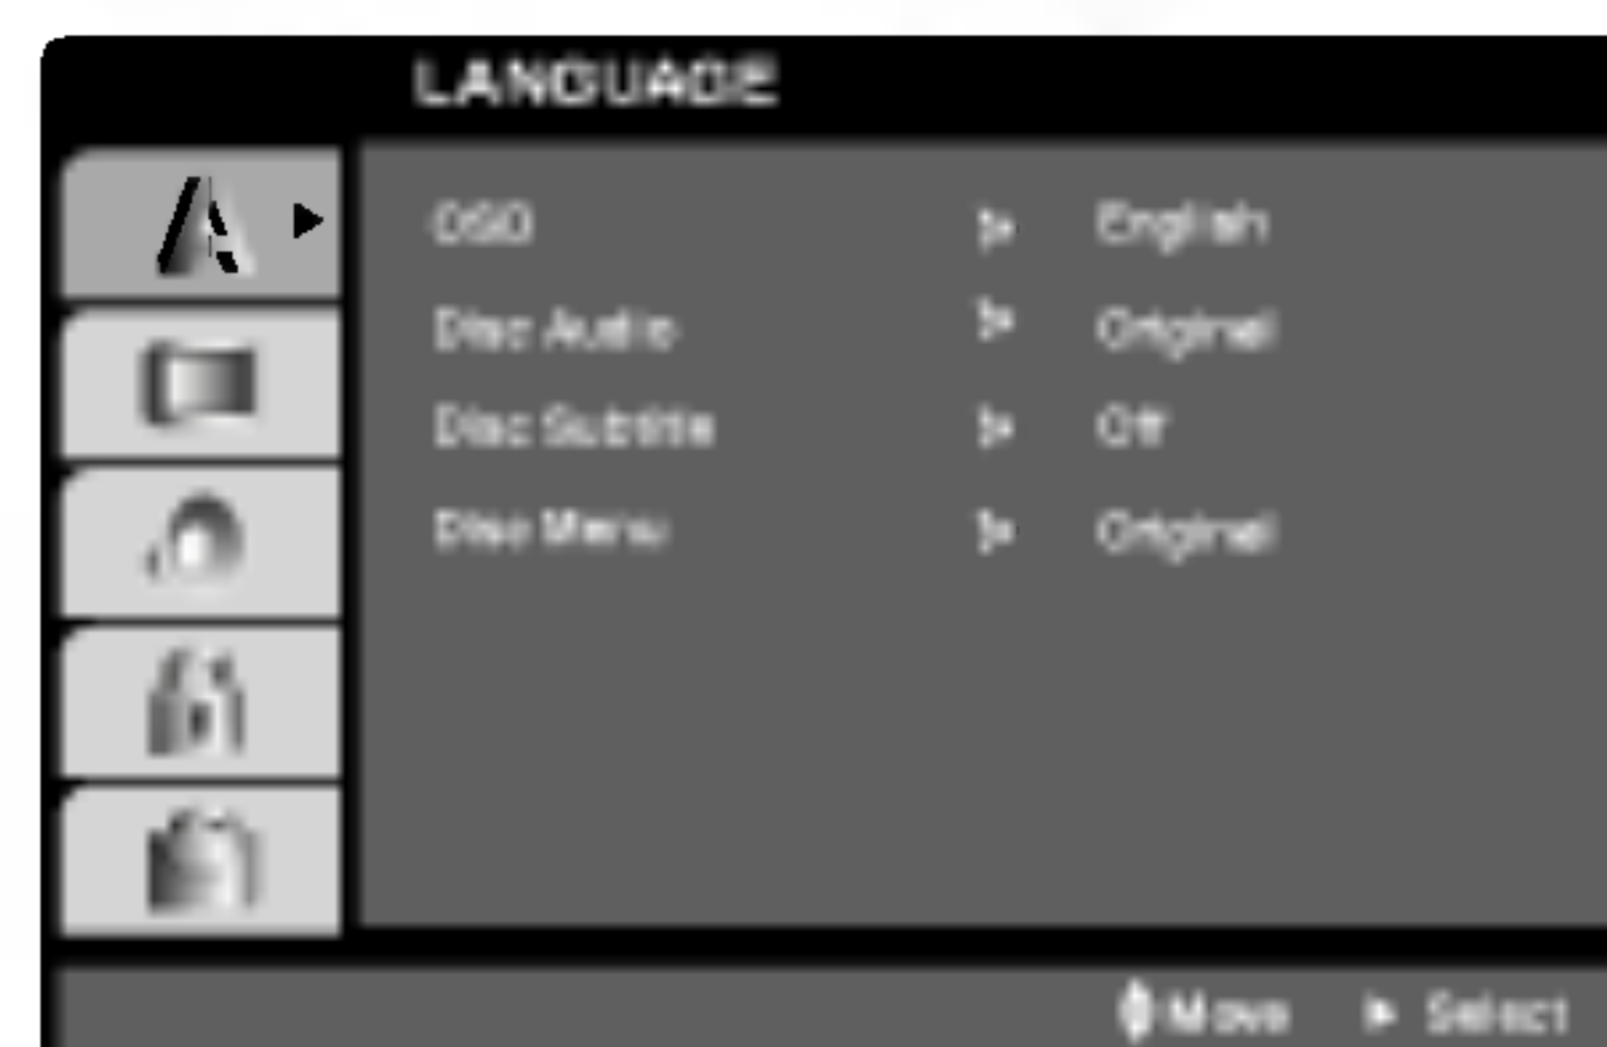 LANGUAGE
OSD English
Disc Audio Original
Disc Subtitle Off
Disc Menu Original
Move Select